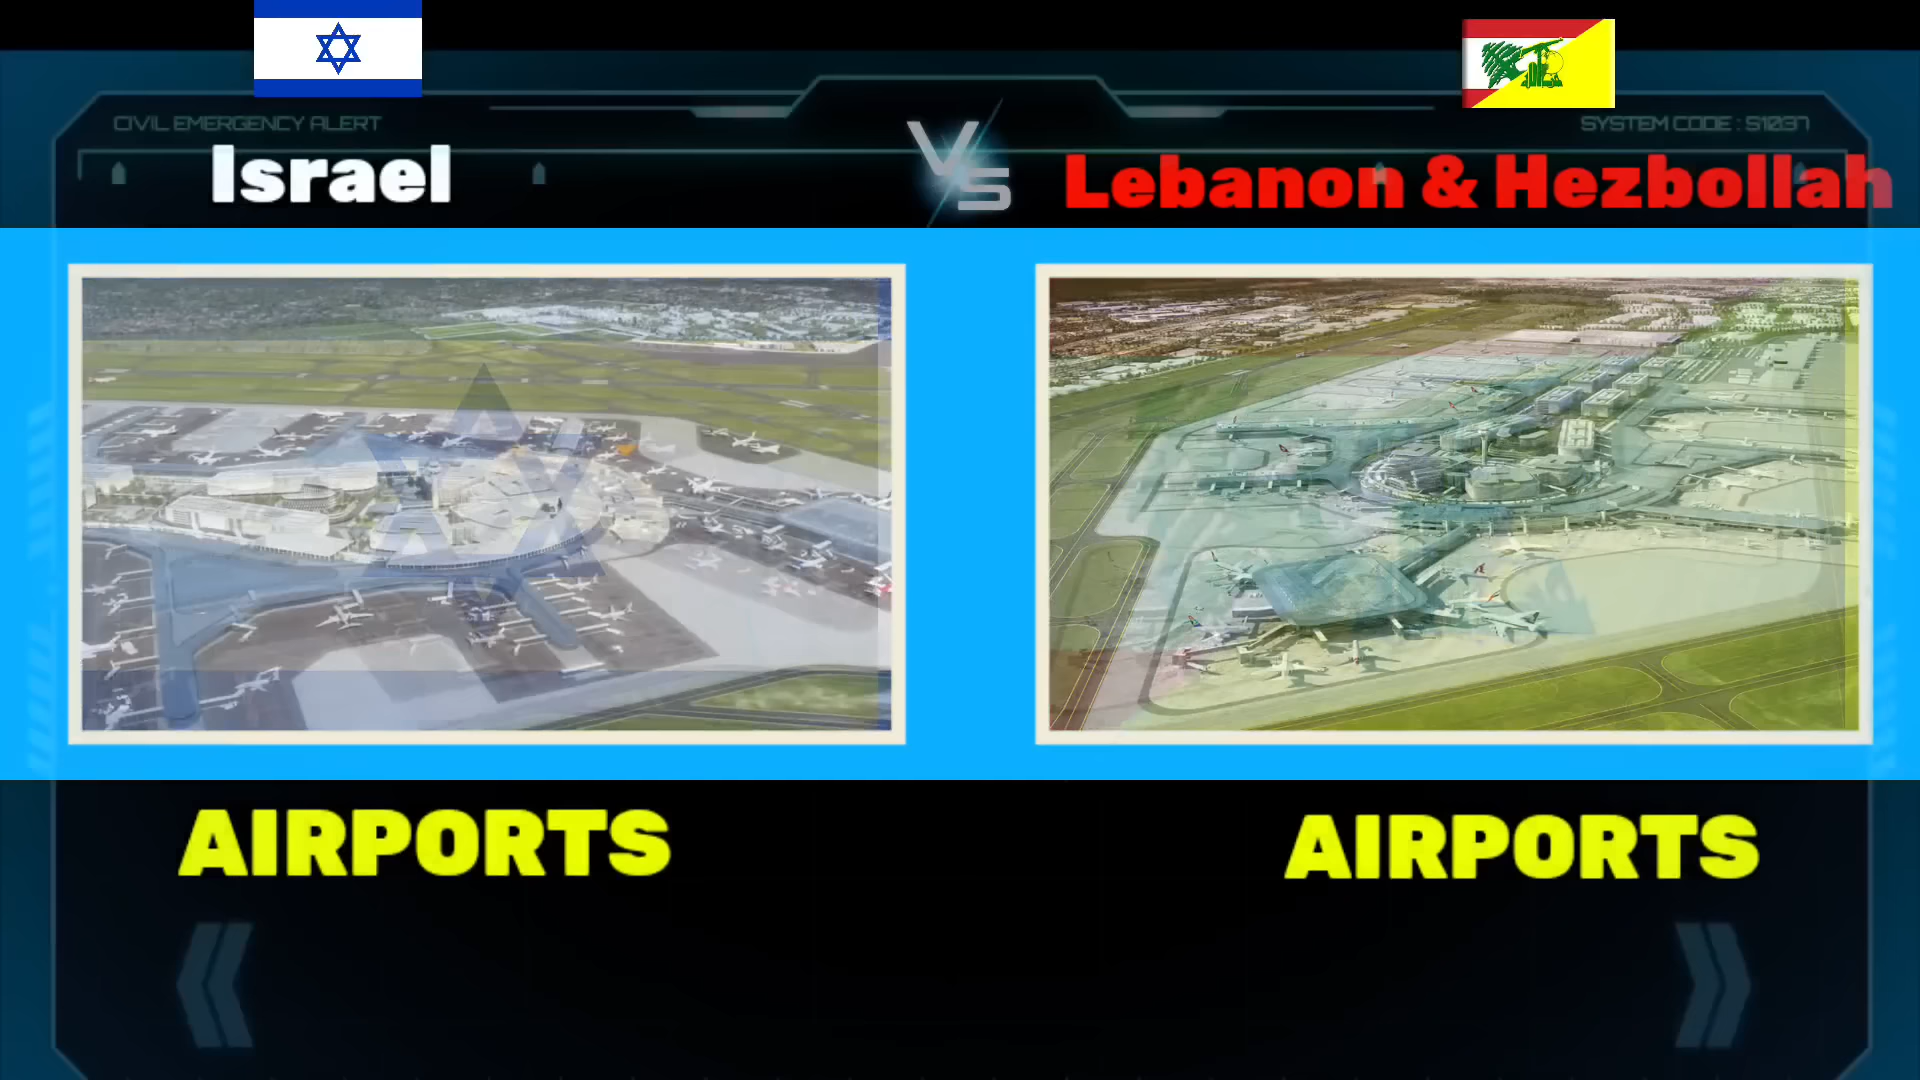 CIVIL EMERGENCY ALERT
SYSTEM CODE : S1037
Israel
VS
Lebanon & Hezbollah
AIRPORTS
AIRPORTS